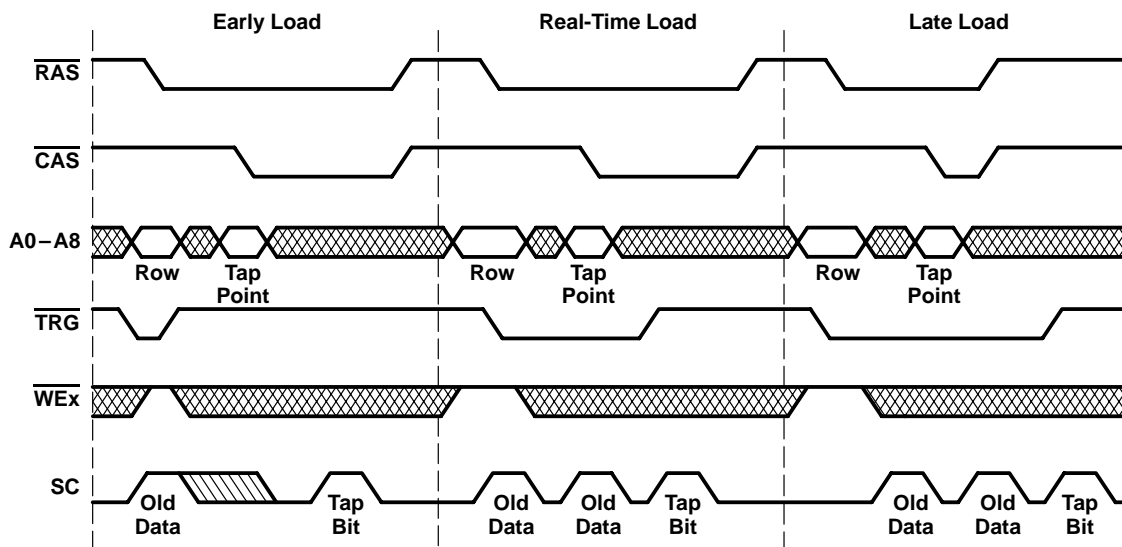 Early Load Real-Time Load Late Load
RAS
CAS
A0–A8
Row Tap Point Row Tap Point Row Tap Point
TRG
WEx
SC
Old Data Tap Bit Old Data Old Data Tap Bit Old Data Old Data Tap Bit